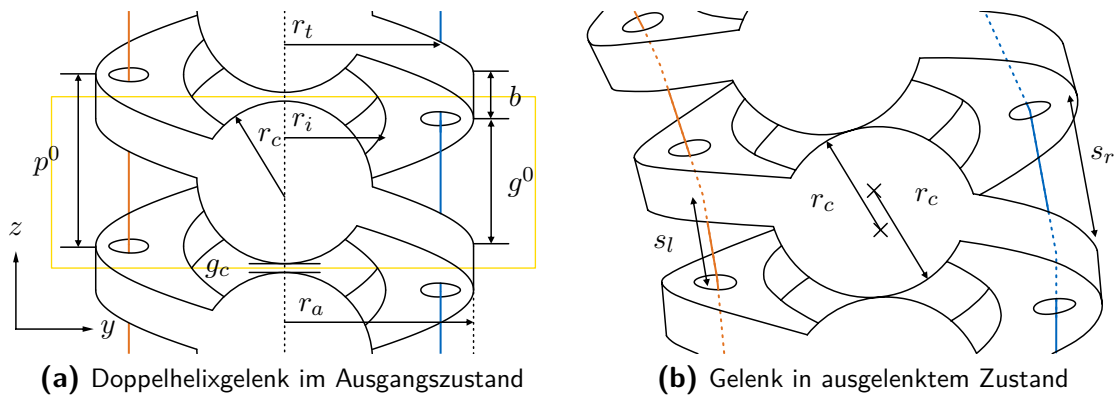 r_t
b
r_i
r_c
p^0
g^0
z
g_c
r_a
y
s_r
r_c
r_c
s_l
(a) Doppelhelixgelenk im Ausgangszustand
(b) Gelenk in ausgelenktem Zustand